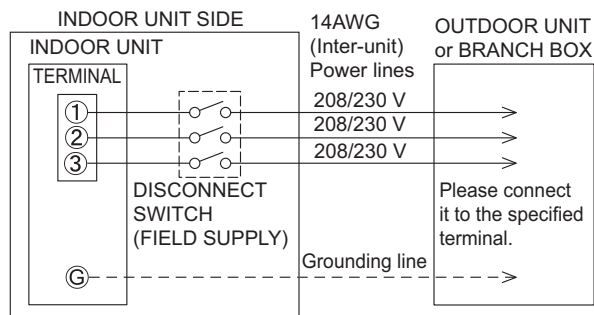 INDOOR UNIT SIDE
INDOOR UNIT
TERMINAL
1
2
3
G
DISCONNECT
SWITCH
(FIELD SUPPLY)
14AWG
(Inter-unit)
Power lines
208/230 V
208/230 V
208/230 V
Grounding line
OUTDOOR UNIT
or BRANCH BOX
Please connect
it to the specified
terminal.